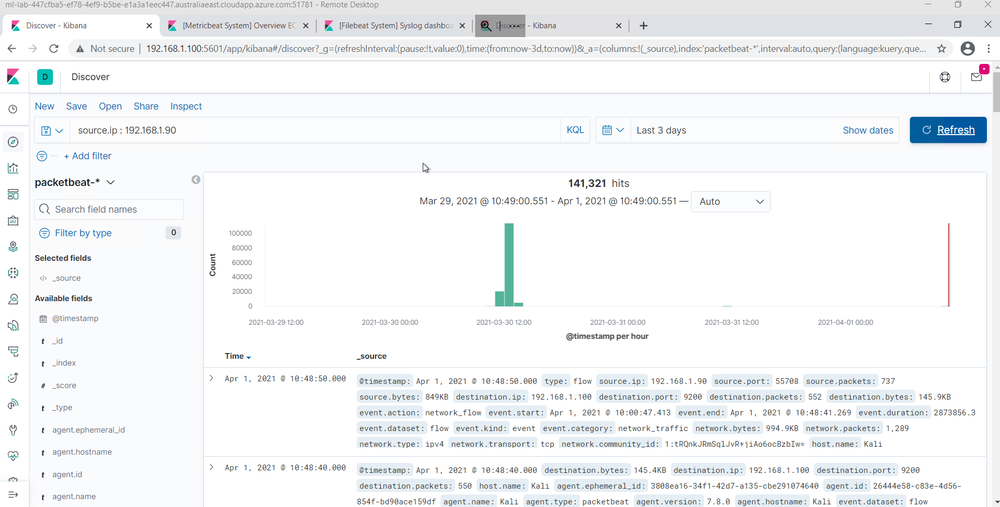 ml-lab-447cfba5-ef78-4ef9-b5be-e1a3a1eec447.australiaeast.cloudapp.azure.com:51781 - Remote Desktop
Discover - Kibana
[Metricbeat System] Overview EC
[Filebeat System] Syslog dashboa
Discover - Kibana
Not secure
192.168.1.100:5601/app/kibana#/discover?_g=(refreshInterval:(pause:!t,value:0),time:(from:now-3d,to:now))&_a=(columns:!(_source),index:'packetbeat-*',interval:auto,query:(language:kuery,que...
D Discover
New Save Open Share Inspect
source.ip : 192.168.1.90 KQL Last 3 days Show dates Refresh
+ Add filter
packetbeat-*
141,321 hits
Mar 29, 2021 @ 10:49:00.551 - Apr 1, 2021 @ 10:49:00.551 — Auto
Search field names
Filter by type 0
Selected fields
</> _source
Available fields
@timestamp
t _id
t _index
# _score
t _type
t agent.ephemeral_id
t agent.hostname
t agent.id
t agent.name
Count
100000
80000
60000
40000
20000
0
2021-03-29 12:00 2021-03-30 00:00 2021-03-30 12:00 2021-03-31 00:00 2021-03-31 12:00 2021-04-01 00:00
@timestamp per hour
Time _source
Apr 1, 2021 @ 10:48:50.000 @timestamp: Apr 1, 2021 @ 10:48:50.000 type: flow source.ip: 192.168.1.90 source.port: 55708 source.packets: 737
source.bytes: 849KB destination.ip: 192.168.1.100 destination.port: 9200 destination.packets: 552 destination.bytes: 145.9KB
event.action: network_flow event.start: Apr 1, 2021 @ 10:00:47.413 event.end: Apr 1, 2021 @ 10:48:41.269 event.duration: 2873856.3
event.dataset: flow event.kind: event event.category: network_traffic network.bytes: 994.9KB network.packets: 1,289
network.type: ipv4 network.transport: tcp network.community_id: 1:tRQnkJRmSqlJvR+jiAo6ocBzbIw= host.name: Kali
Apr 1, 2021 @ 10:48:40.000 @timestamp: Apr 1, 2021 @ 10:48:40.000 destination.bytes: 145.4KB destination.ip: 192.168.1.100 destination.port: 9200
destination.packets: 550 host.name: Kali agent.ephemeral_id: 3808ea16-34f1-42d7-a135-cbe291074640 agent.id: 26444e58-c83e-4d56-
854f-bd90ace159df agent.name: Kali agent.type: packetbeat agent.version: 7.8.0 agent.hostname: Kali event.dataset: flow